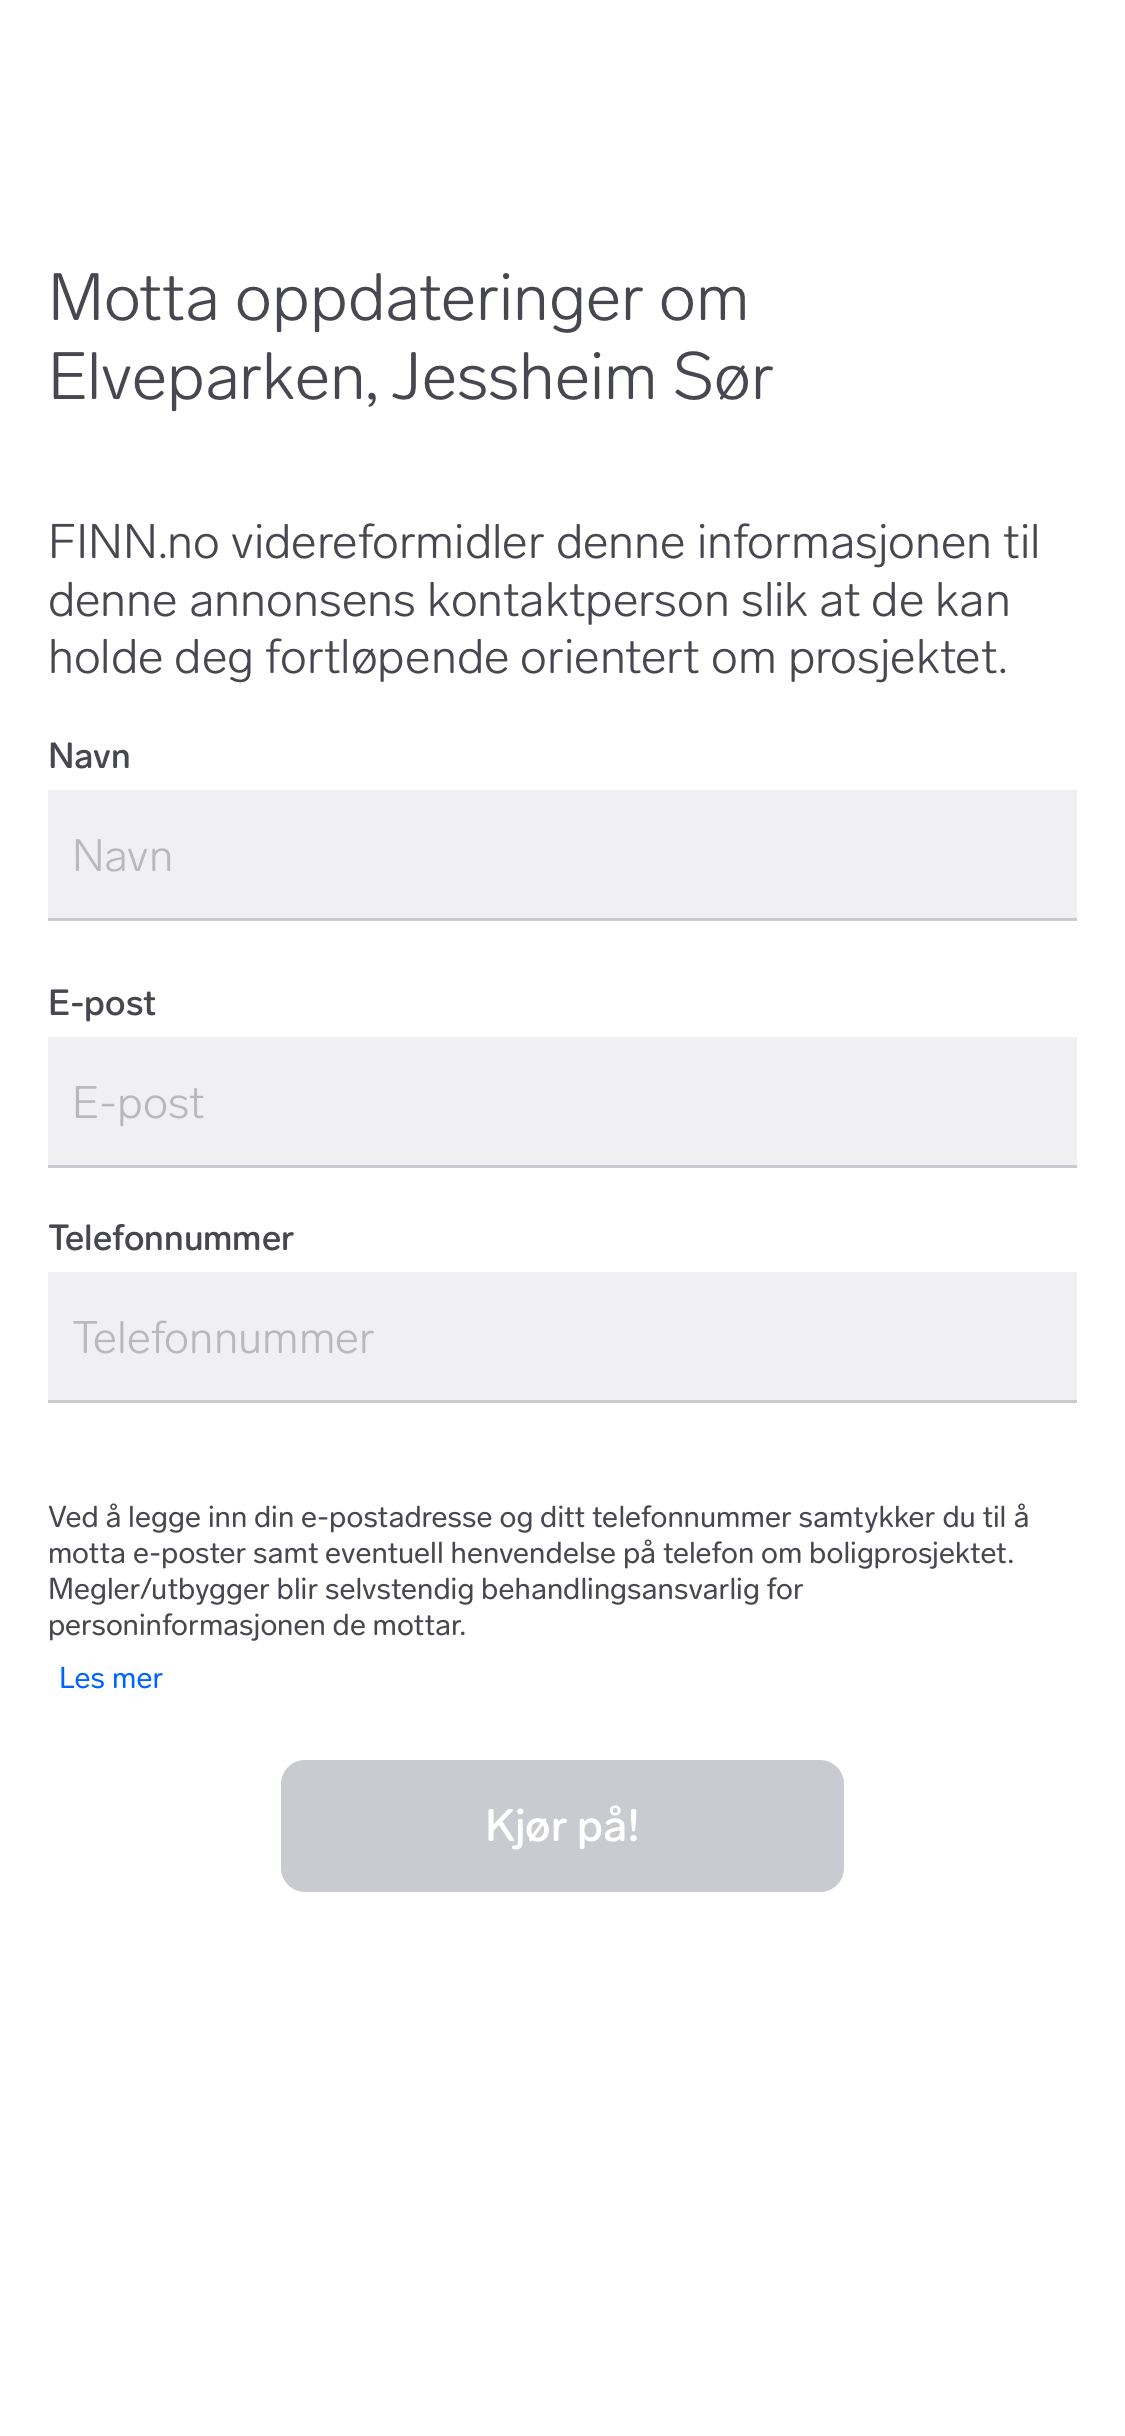 Motta oppdateringer om
Elveparken, Jessheim Sør
FINN.no videreformidler denne informasjonen til
denne annonsens kontaktperson slik at de kan
holde deg fortløpende orientert om prosjektet.
Navn
Navn
E-post
E-post
Telefonnummer
Telefonnummer
Ved å legge inn din e-postadresse og ditt telefonnummer samtykker du til å
motta e-poster samt eventuell henvendelse på telefon om boligprosjektet.
Megler/utbygger blir selvstendig behandlingsansvarlig for
personinformasjonen de mottar.
Les mer
Kjør på!